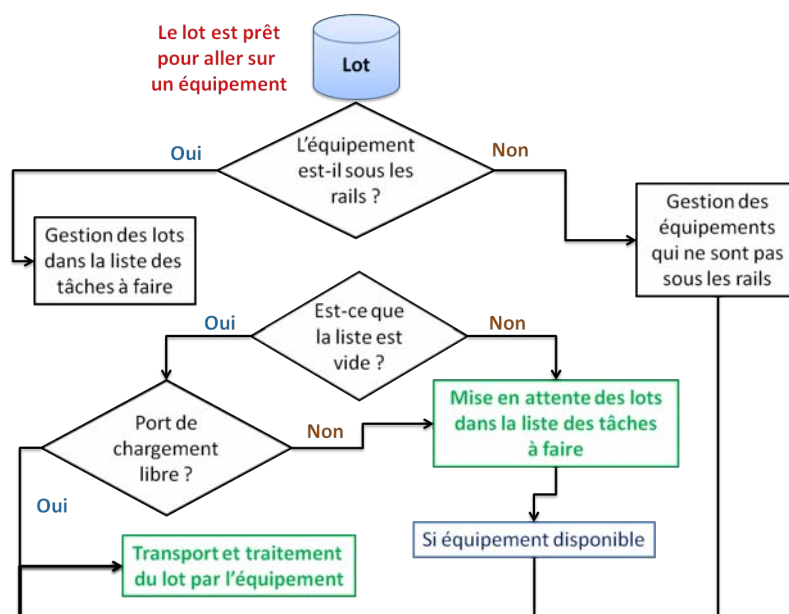 Le lot est prêt
pour aller sur
un équipement
Lot
L'équipement
est-il sous les
rails ?
Oui
Non
Gestion des lots
dans la liste des
tâches à faire
Gestion des
équipements
qui ne sont pas
sous les rails
Est-ce que
la liste est
vide ?
Oui
Non
Port de
chargement
libre ?
Non
Mise en attente des lots
dans la liste des tâches
à faire
Oui
Si équipement disponible
Transport et traitement
du lot par l'équipement